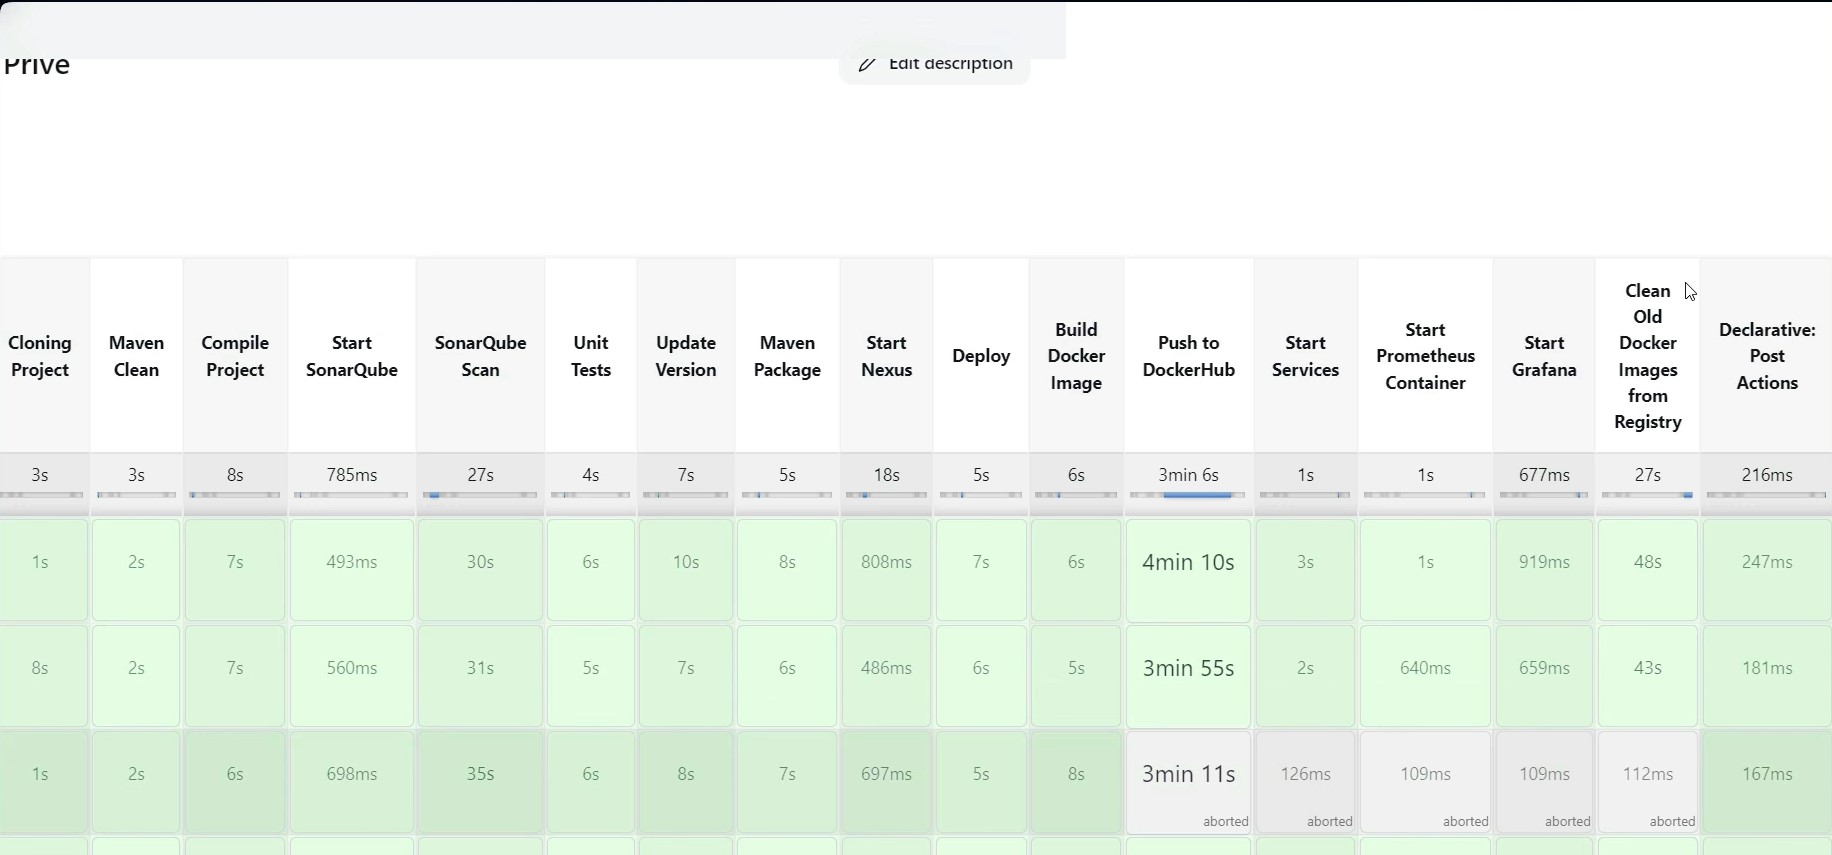 Prive
Edit description
Cloning Project
Maven Clean
Compile Project
Start SonarQube
SonarQube Scan
Unit Tests
Update Version
Maven Package
Start Nexus
Deploy
Build Docker Image
Push to DockerHub
Start Services
Start Prometheus Container
Start Grafana
Clean Old Docker Images from Registry
Declarative: Post Actions
3s 3s 8s 785ms 27s 4s 7s 5s 18s 5s 6s 3min 6s 1s 1s 677ms 27s 216ms
1s 2s 7s 493ms 30s 6s 10s 8s 808ms 7s 6s 4min 10s 3s 1s 919ms 48s 247ms
8s 2s 7s 560ms 31s 5s 7s 6s 486ms 6s 5s 3min 55s 2s 640ms 659ms 43s 181ms
1s 2s 6s 698ms 35s 6s 8s 7s 697ms 5s 8s 3min 11s 126ms 109ms 109ms 112ms 167ms
aborted aborted aborted aborted aborted